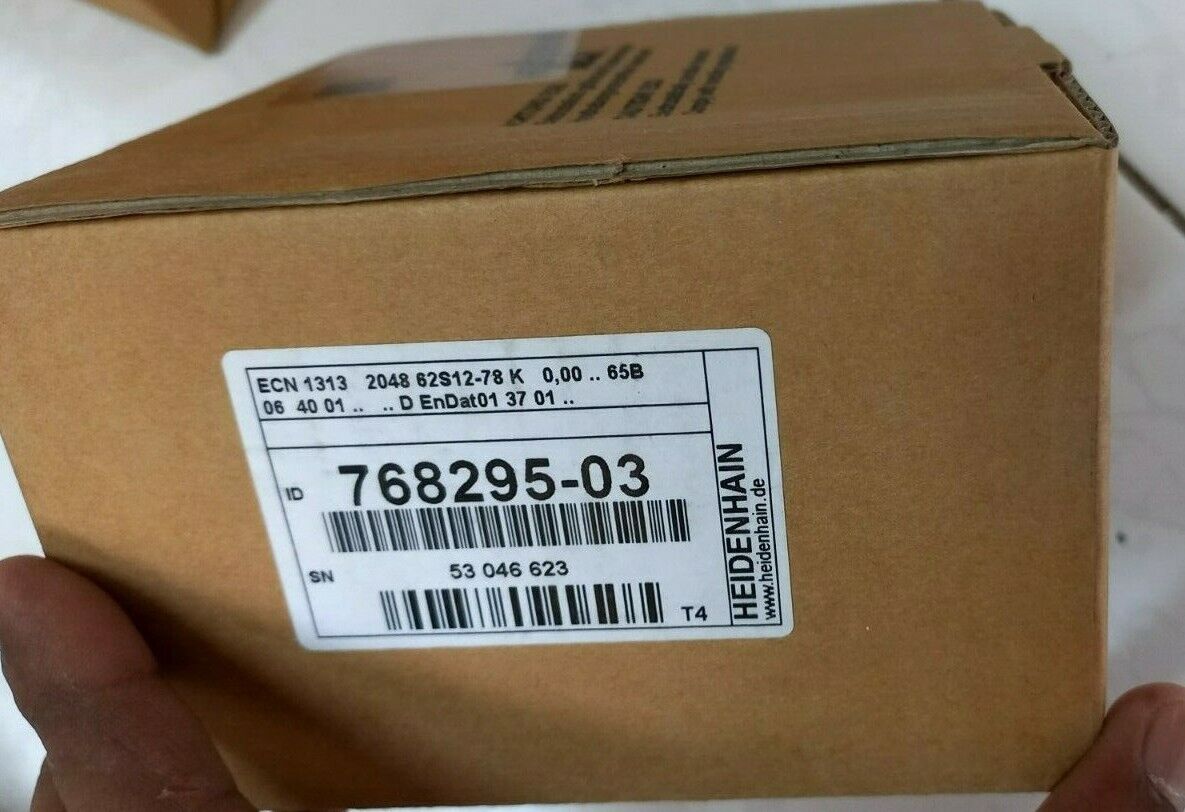 ECN 1313 2048 62S12-78 K 0,00 .. 65B
06 40 01 .. .. D EnDat01 37 01 ..
ID 768295-03
SN 53 046 623
T4
HEIDENHAIN
www.heidenhain.de